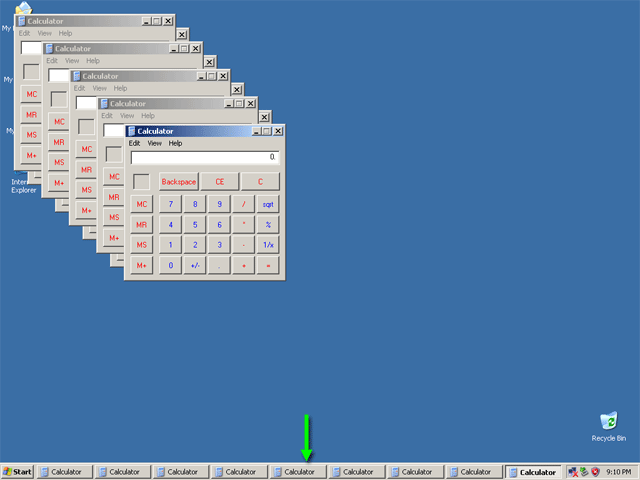 My
Calculator
Edit View Help
Calculator
Edit View Help
My
Calculator
Edit View Help
MC
Calculator
Edit View Help
MR
MC
My
Calculator
MS
MR
Edit View Help
M+
MS
MC
0.
Inter
Explorer
M+
MR
MC
Backspace CE C
MS
MR
MC 7 8 9 / sqrt
M+
MS
MR 4 5 6 * %
M+
MS 1 2 3 - 1/x
M+ 0 +/- . + =
Recycle Bin
Start Calculator Calculator Calculator Calculator Calculator Calculator Calculator Calculator Calculator 9:10 PM